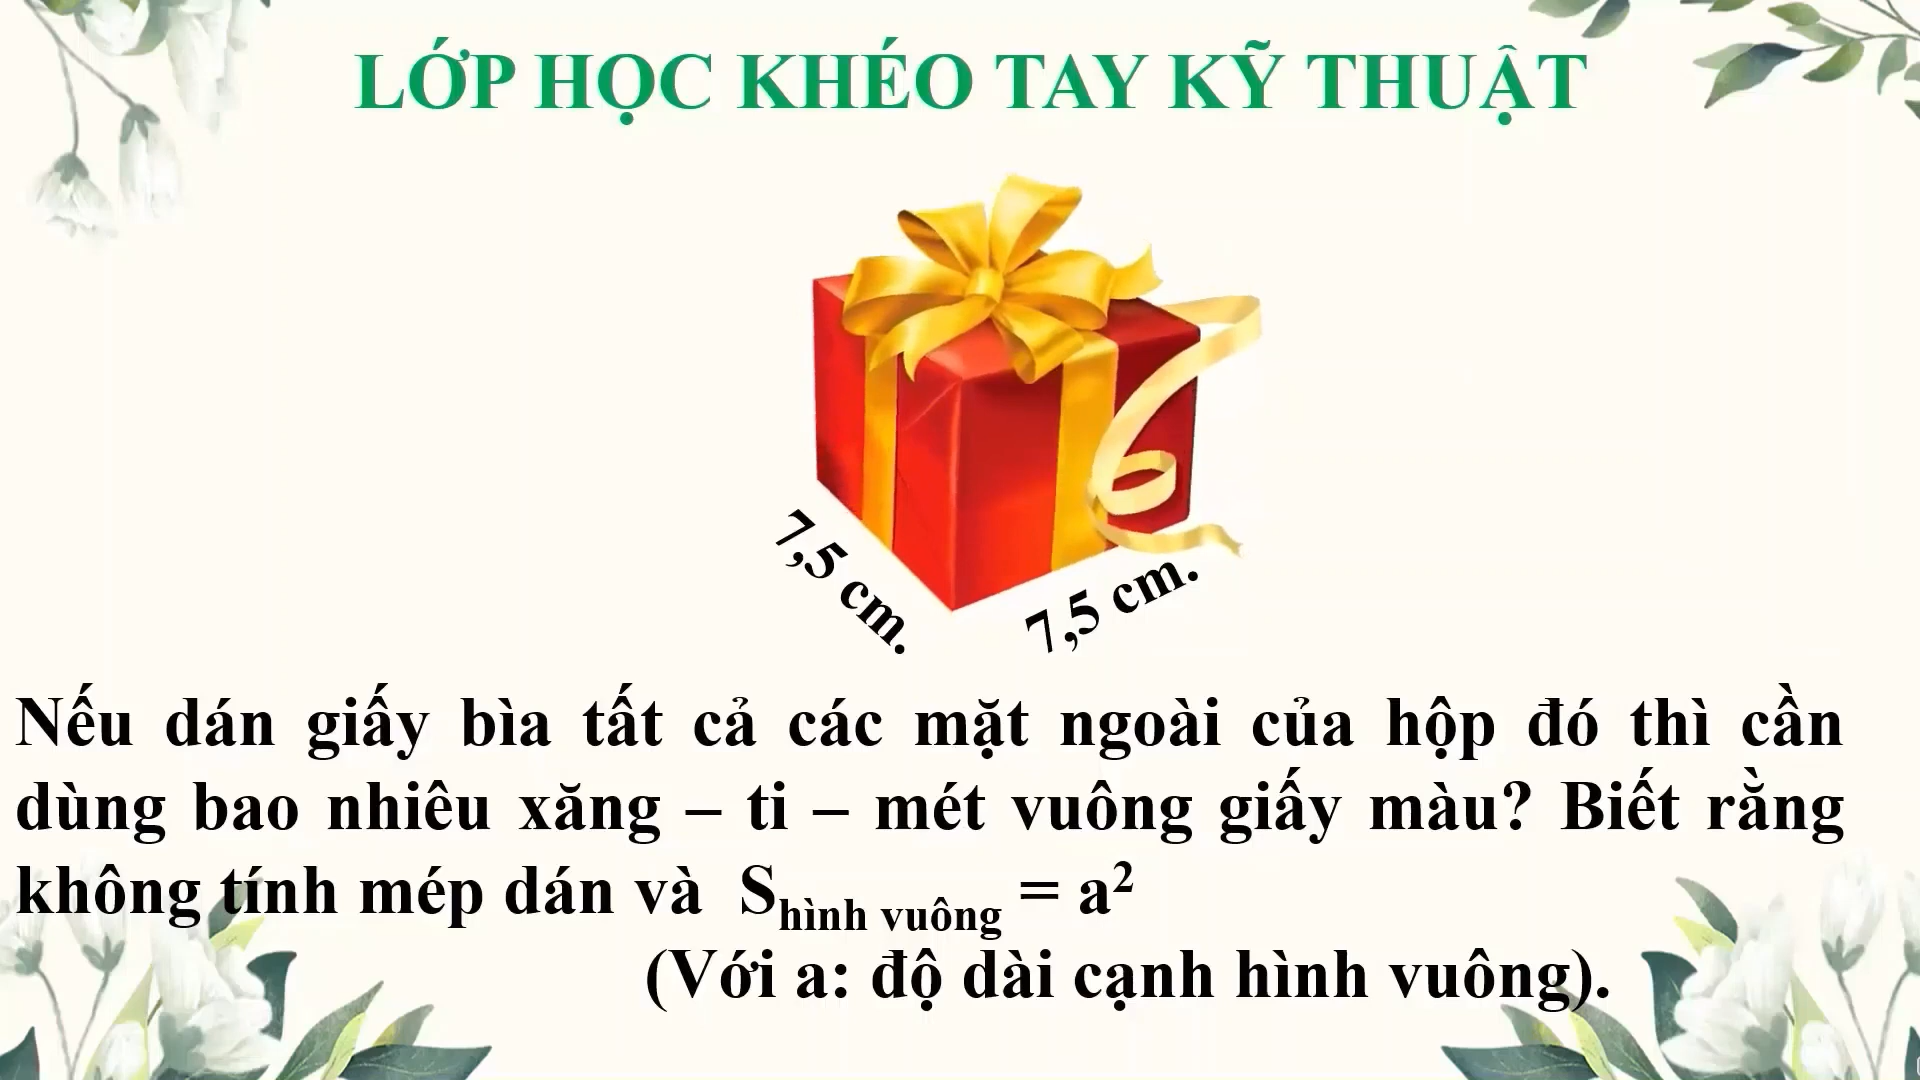 LỚP HỌC KHÉO TAY KỸ THUẬT
7,5 cm.
7,5 cm.
Nếu dán giấy bìa tất cả các mặt ngoài của hộp đó thì cần
dùng bao nhiêu xăng – ti – mét vuông giấy màu? Biết rằng
không tính mép dán và S hình vuông = a²
(Với a: độ dài cạnh hình vuông).